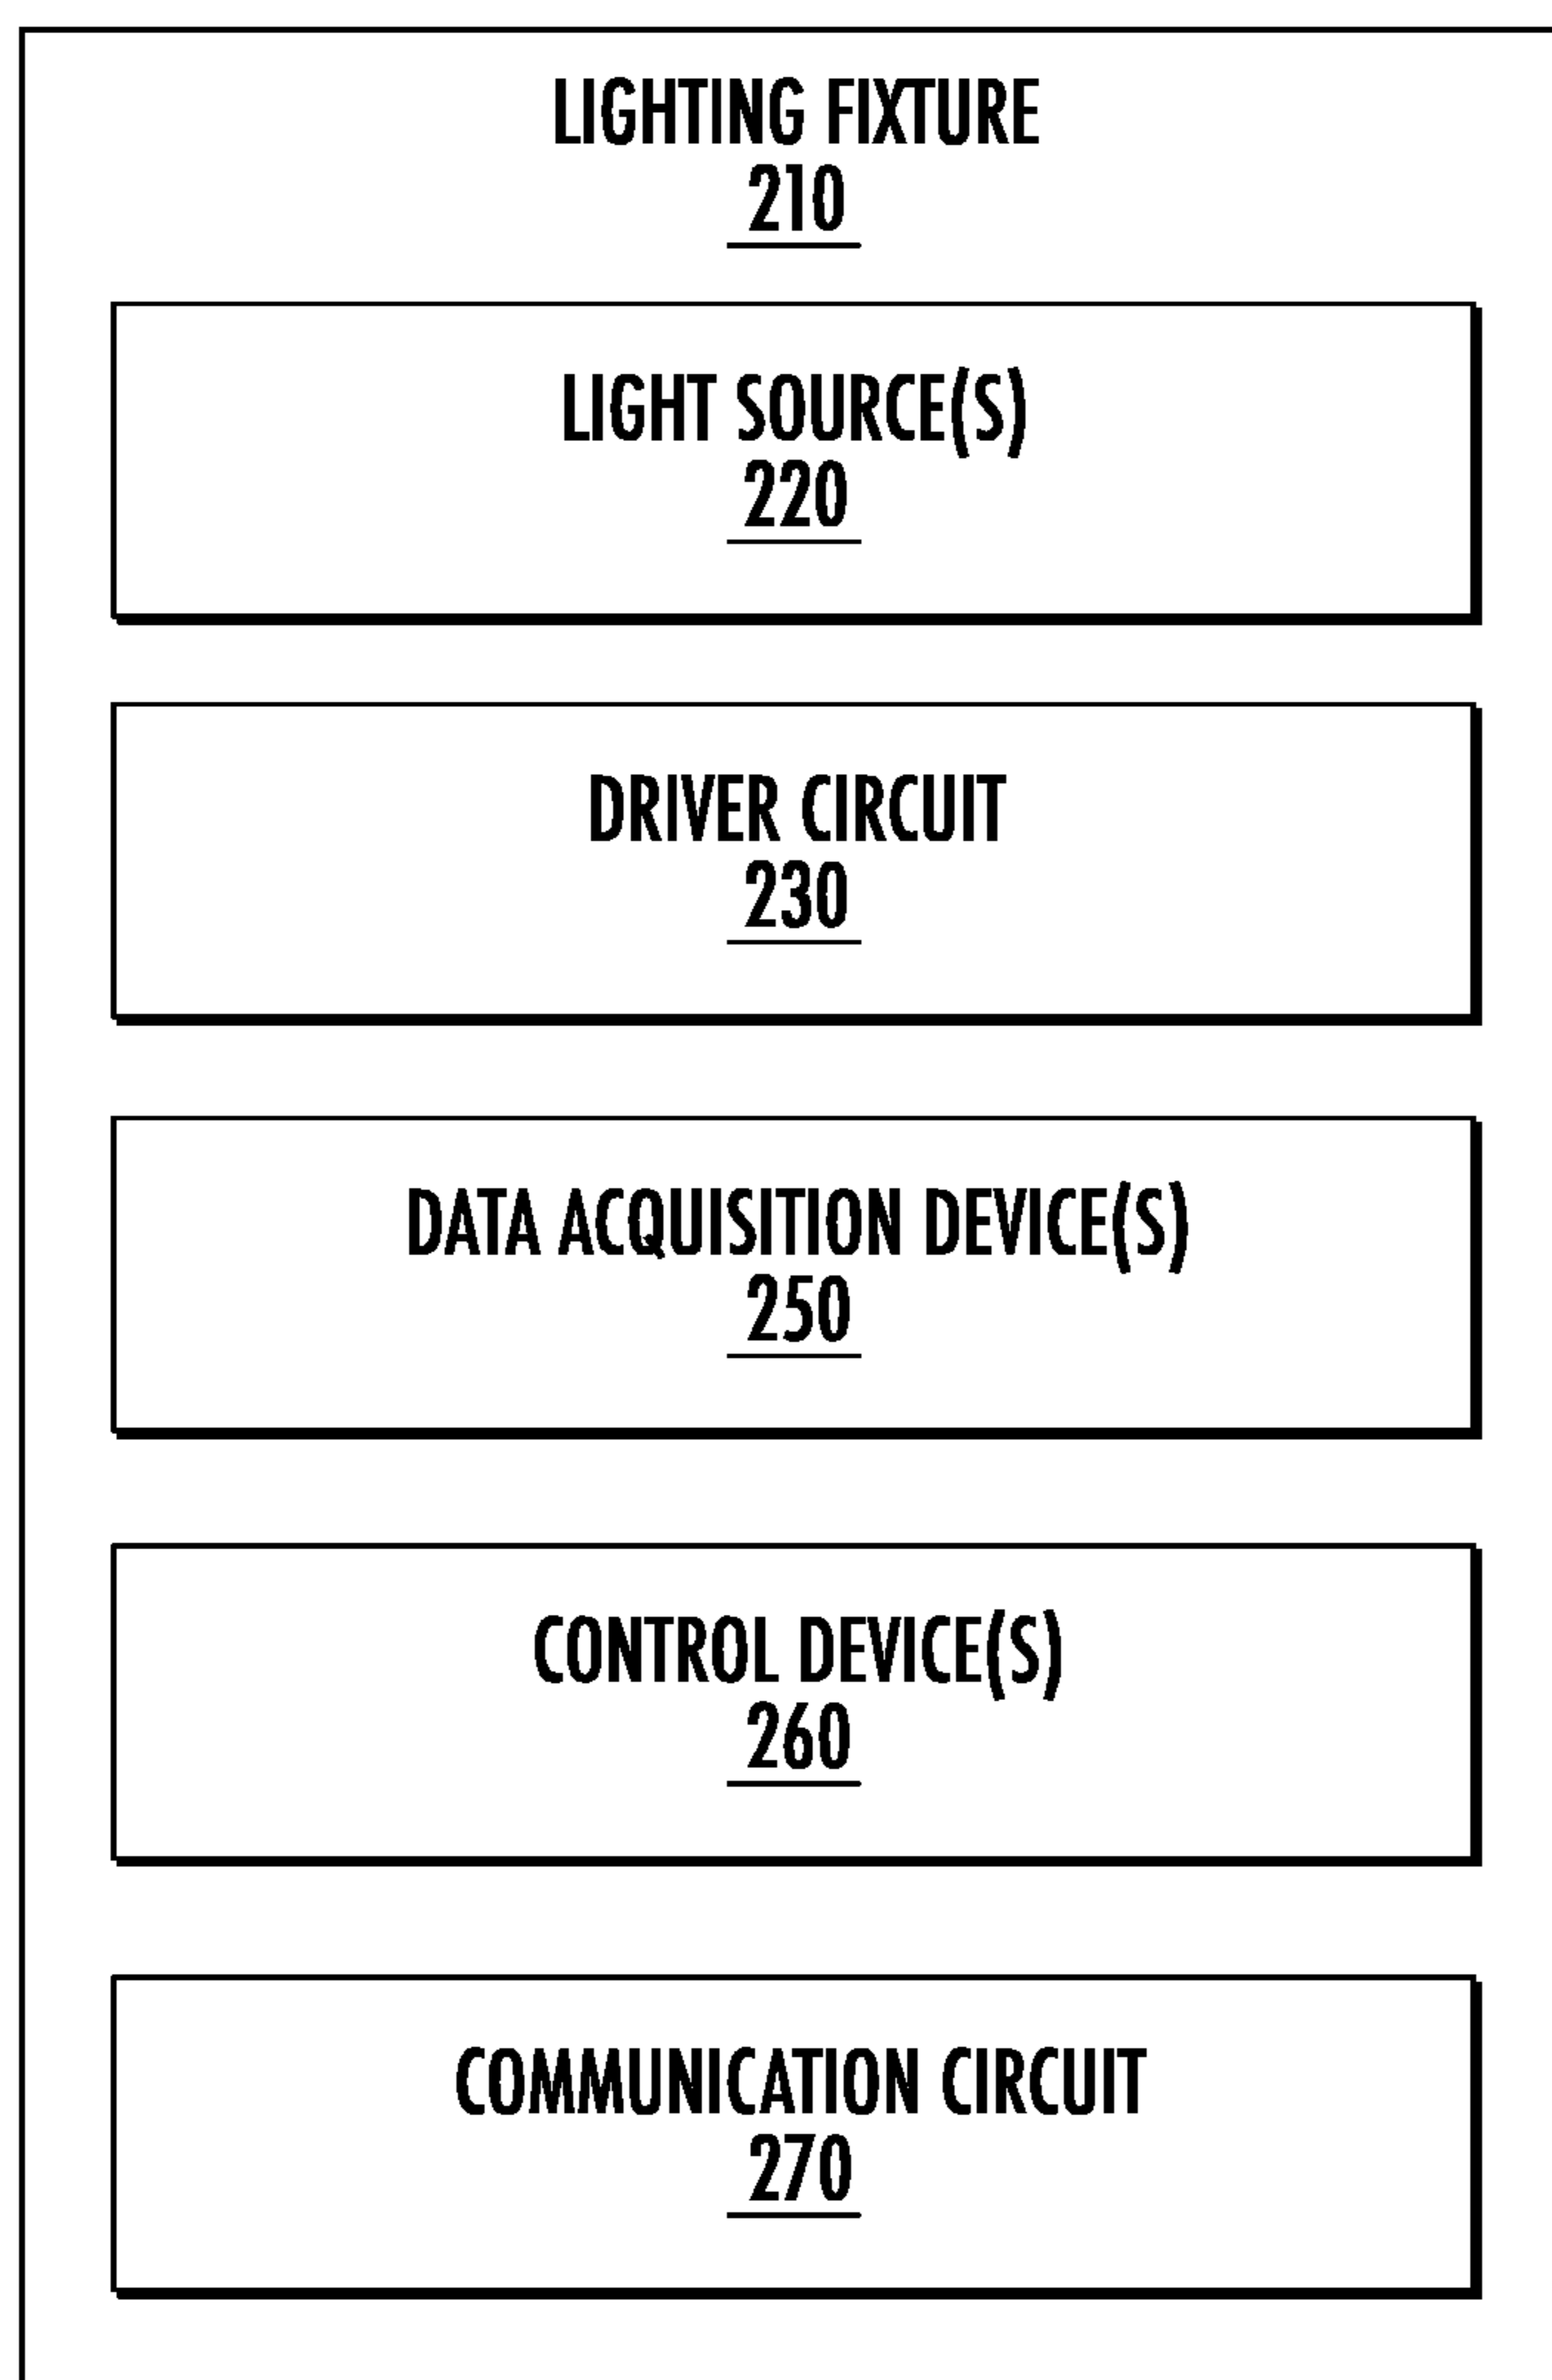 LIGHTING FIXTURE
210
LIGHT SOURCE(S)
220
DRIVER CIRCUIT
230
DATA ACQUISITION DEVICE(S)
250
CONTROL DEVICE(S)
260
COMMUNICATION CIRCUIT
270